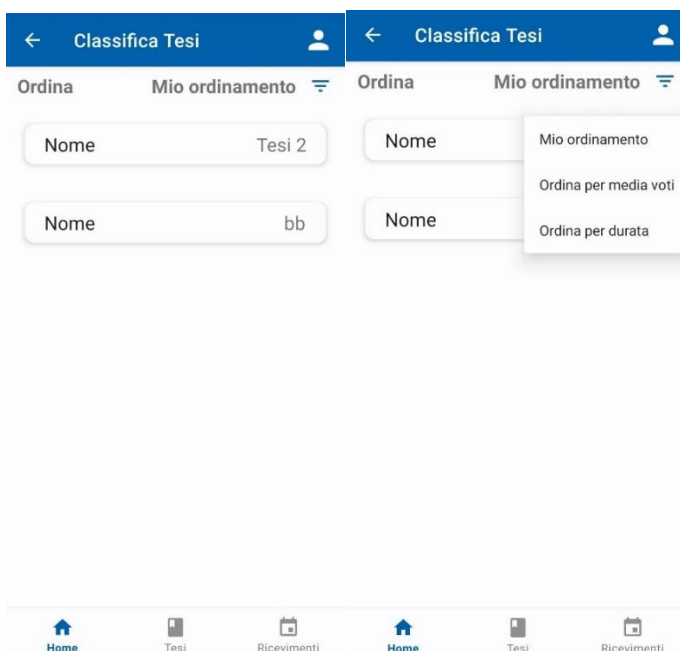 Classifica Tesi
Ordina Mio ordinamento
Nome Tesi 2
Nome bb
Home Tesi Ricevimenti
Classifica Tesi
Ordina Mio ordinamento
Nome
Mio ordinamento
Ordina per media voti
Nome
Ordina per durata
Home Tesi Ricevimenti